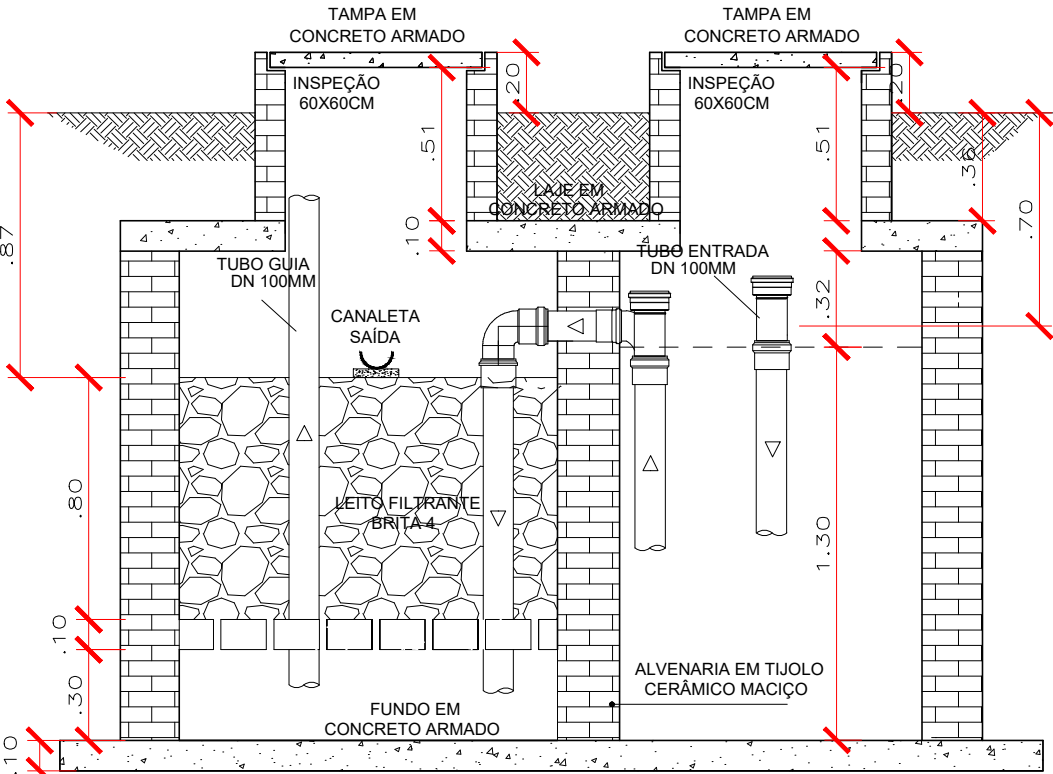 TAMPA EM
CONCRETO ARMADO
TAMPA EM
CONCRETO ARMADO
INSPEÇÃO
60X60CM
.20
INSPEÇÃO
60X60CM
.20
.51
.51
.36
LAJE EM
CONCRETO ARMADO
.10
.70
.87
TUBO GUIA
DN 100MM
TUBO ENTRADA
DN 100MM
.32
CANALETA
SAÍDA
.80
LEITO FILTRANTE
BRITA 4
1.30
.10
.30
ALVENARIA EM TIJOLO
CERÂMICO MACIÇO
FUNDO EM
CONCRETO ARMADO
.10